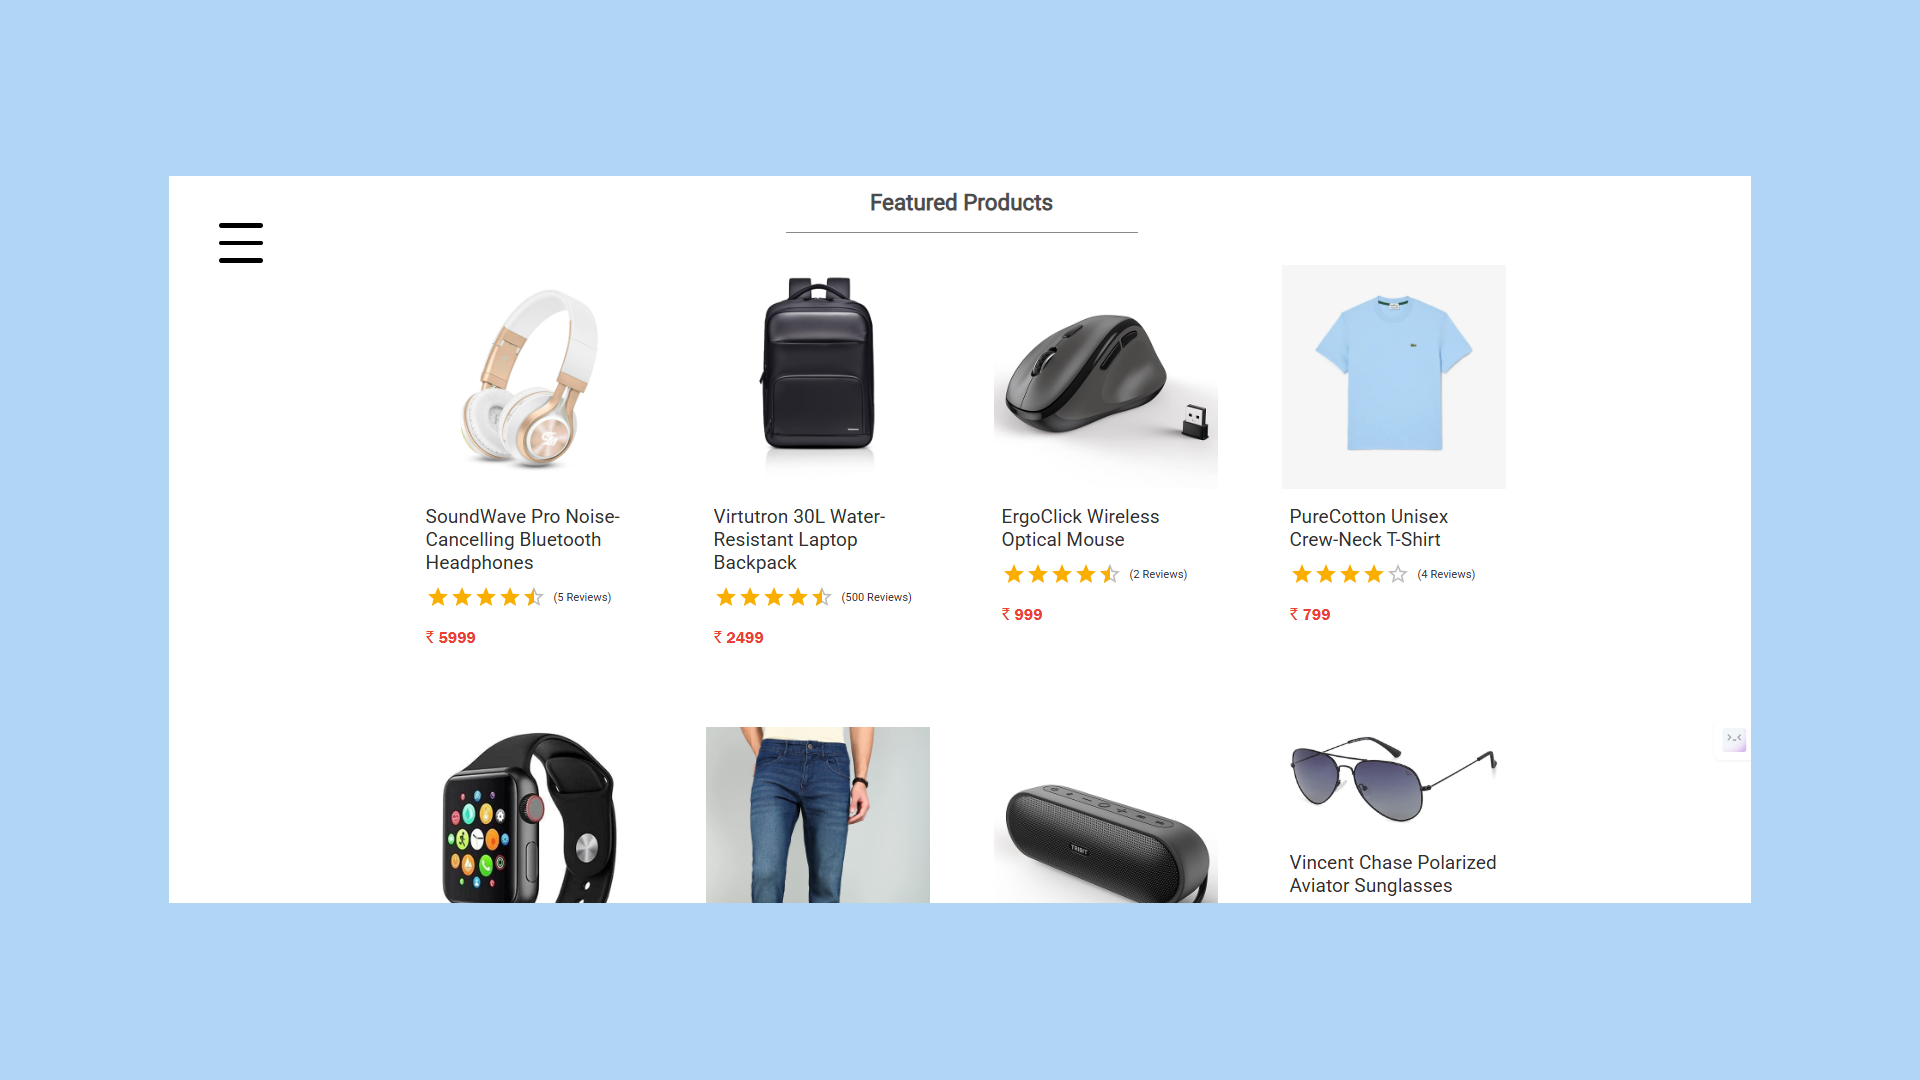 Featured Products
SoundWave Pro Noise-
Cancelling Bluetooth
Headphones
(5 Reviews)
₹ 5999
Virtutron 30L Water-
Resistant Laptop
Backpack
(500 Reviews)
₹ 2499
ErgoClick Wireless
Optical Mouse
(2 Reviews)
₹ 999
PureCotton Unisex
Crew-Neck T-Shirt
(4 Reviews)
₹ 799
TRIBIT
Vincent Chase Polarized
Aviator Sunglasses